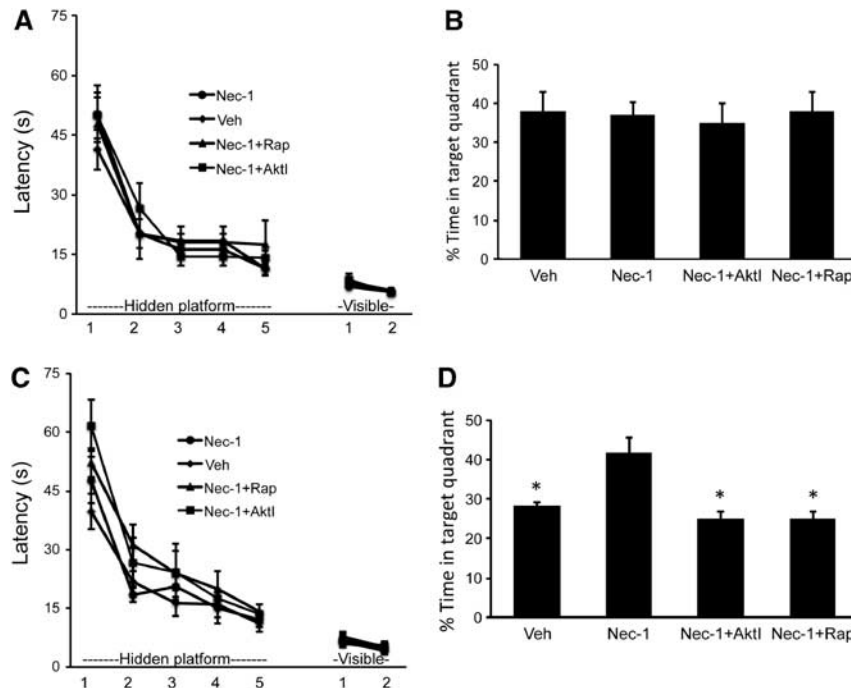 A
75
60
45
30
15
0
Latency (s)
Nec-1
Veh
Nec-1+Rap
Nec-1+AktI
-------Hidden platform-------
-Visible-
1 2 3 4 5 1 2
B
50
40
30
20
10
0
% Time in target quadrant
Veh Nec-1 Nec-1+AktI Nec-1+Rap
C
75
60
45
30
15
0
Latency (s)
Nec-1
Veh
Nec-1+Rap
Nec-1+AktI
-------Hidden platform-------
-Visible-
1 2 3 4 5 1 2
D
50
40
30
20
10
0
% Time in target quadrant
* * *
Veh Nec-1 Nec-1+AktI Nec-1+Rap